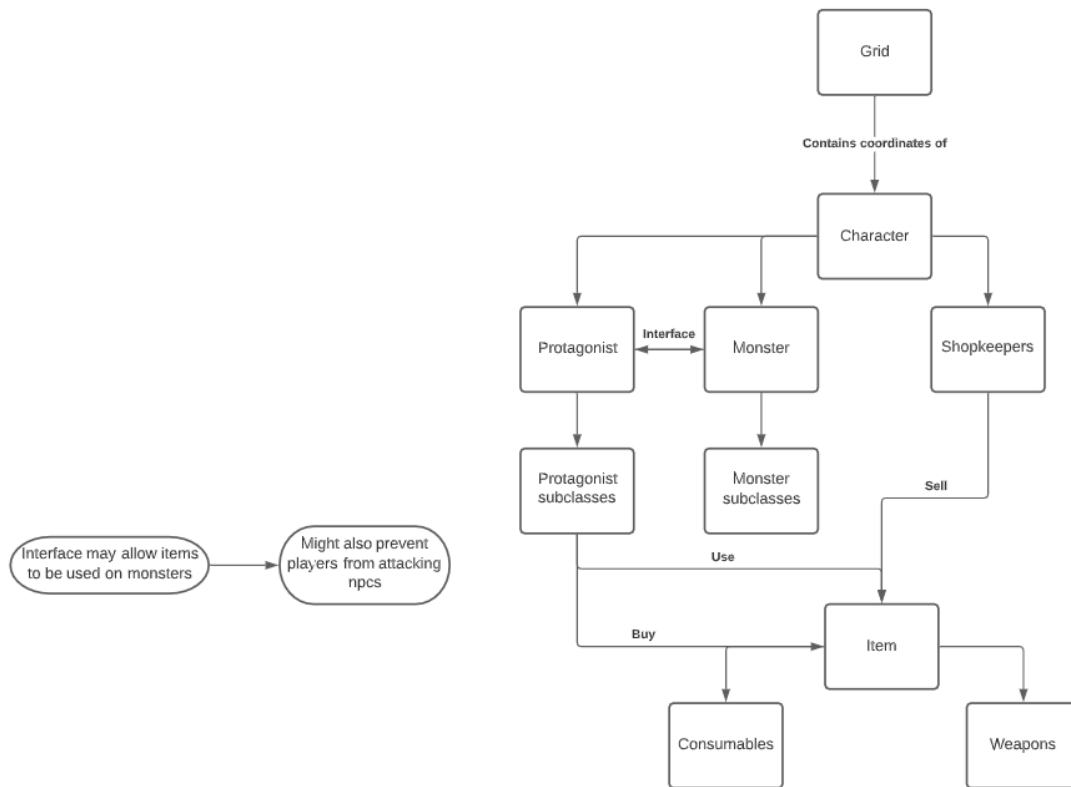 Grid
Contains coordinates of
Character
Protagonist
Interface
Monster
Shopkeepers
Protagonist
subclasses
Monster
subclasses
Sell
Interface may allow items
to be used on monsters
Might also prevent
players from attacking
npcs
Use
Buy
Item
Consumables
Weapons